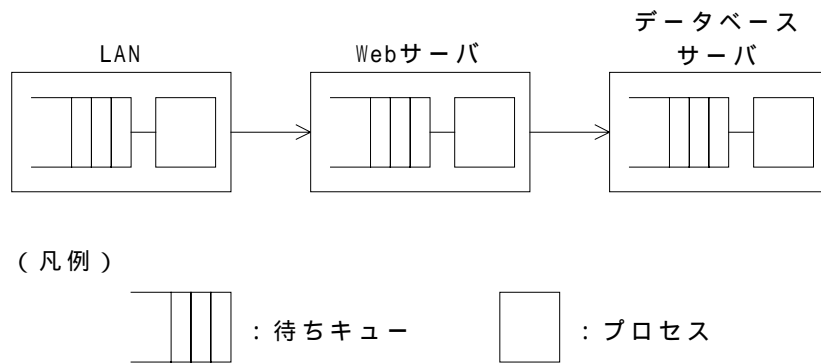 LAN
Webサーバ
データベース
サーバ
(凡例)
:待ちキュー
:プロセス